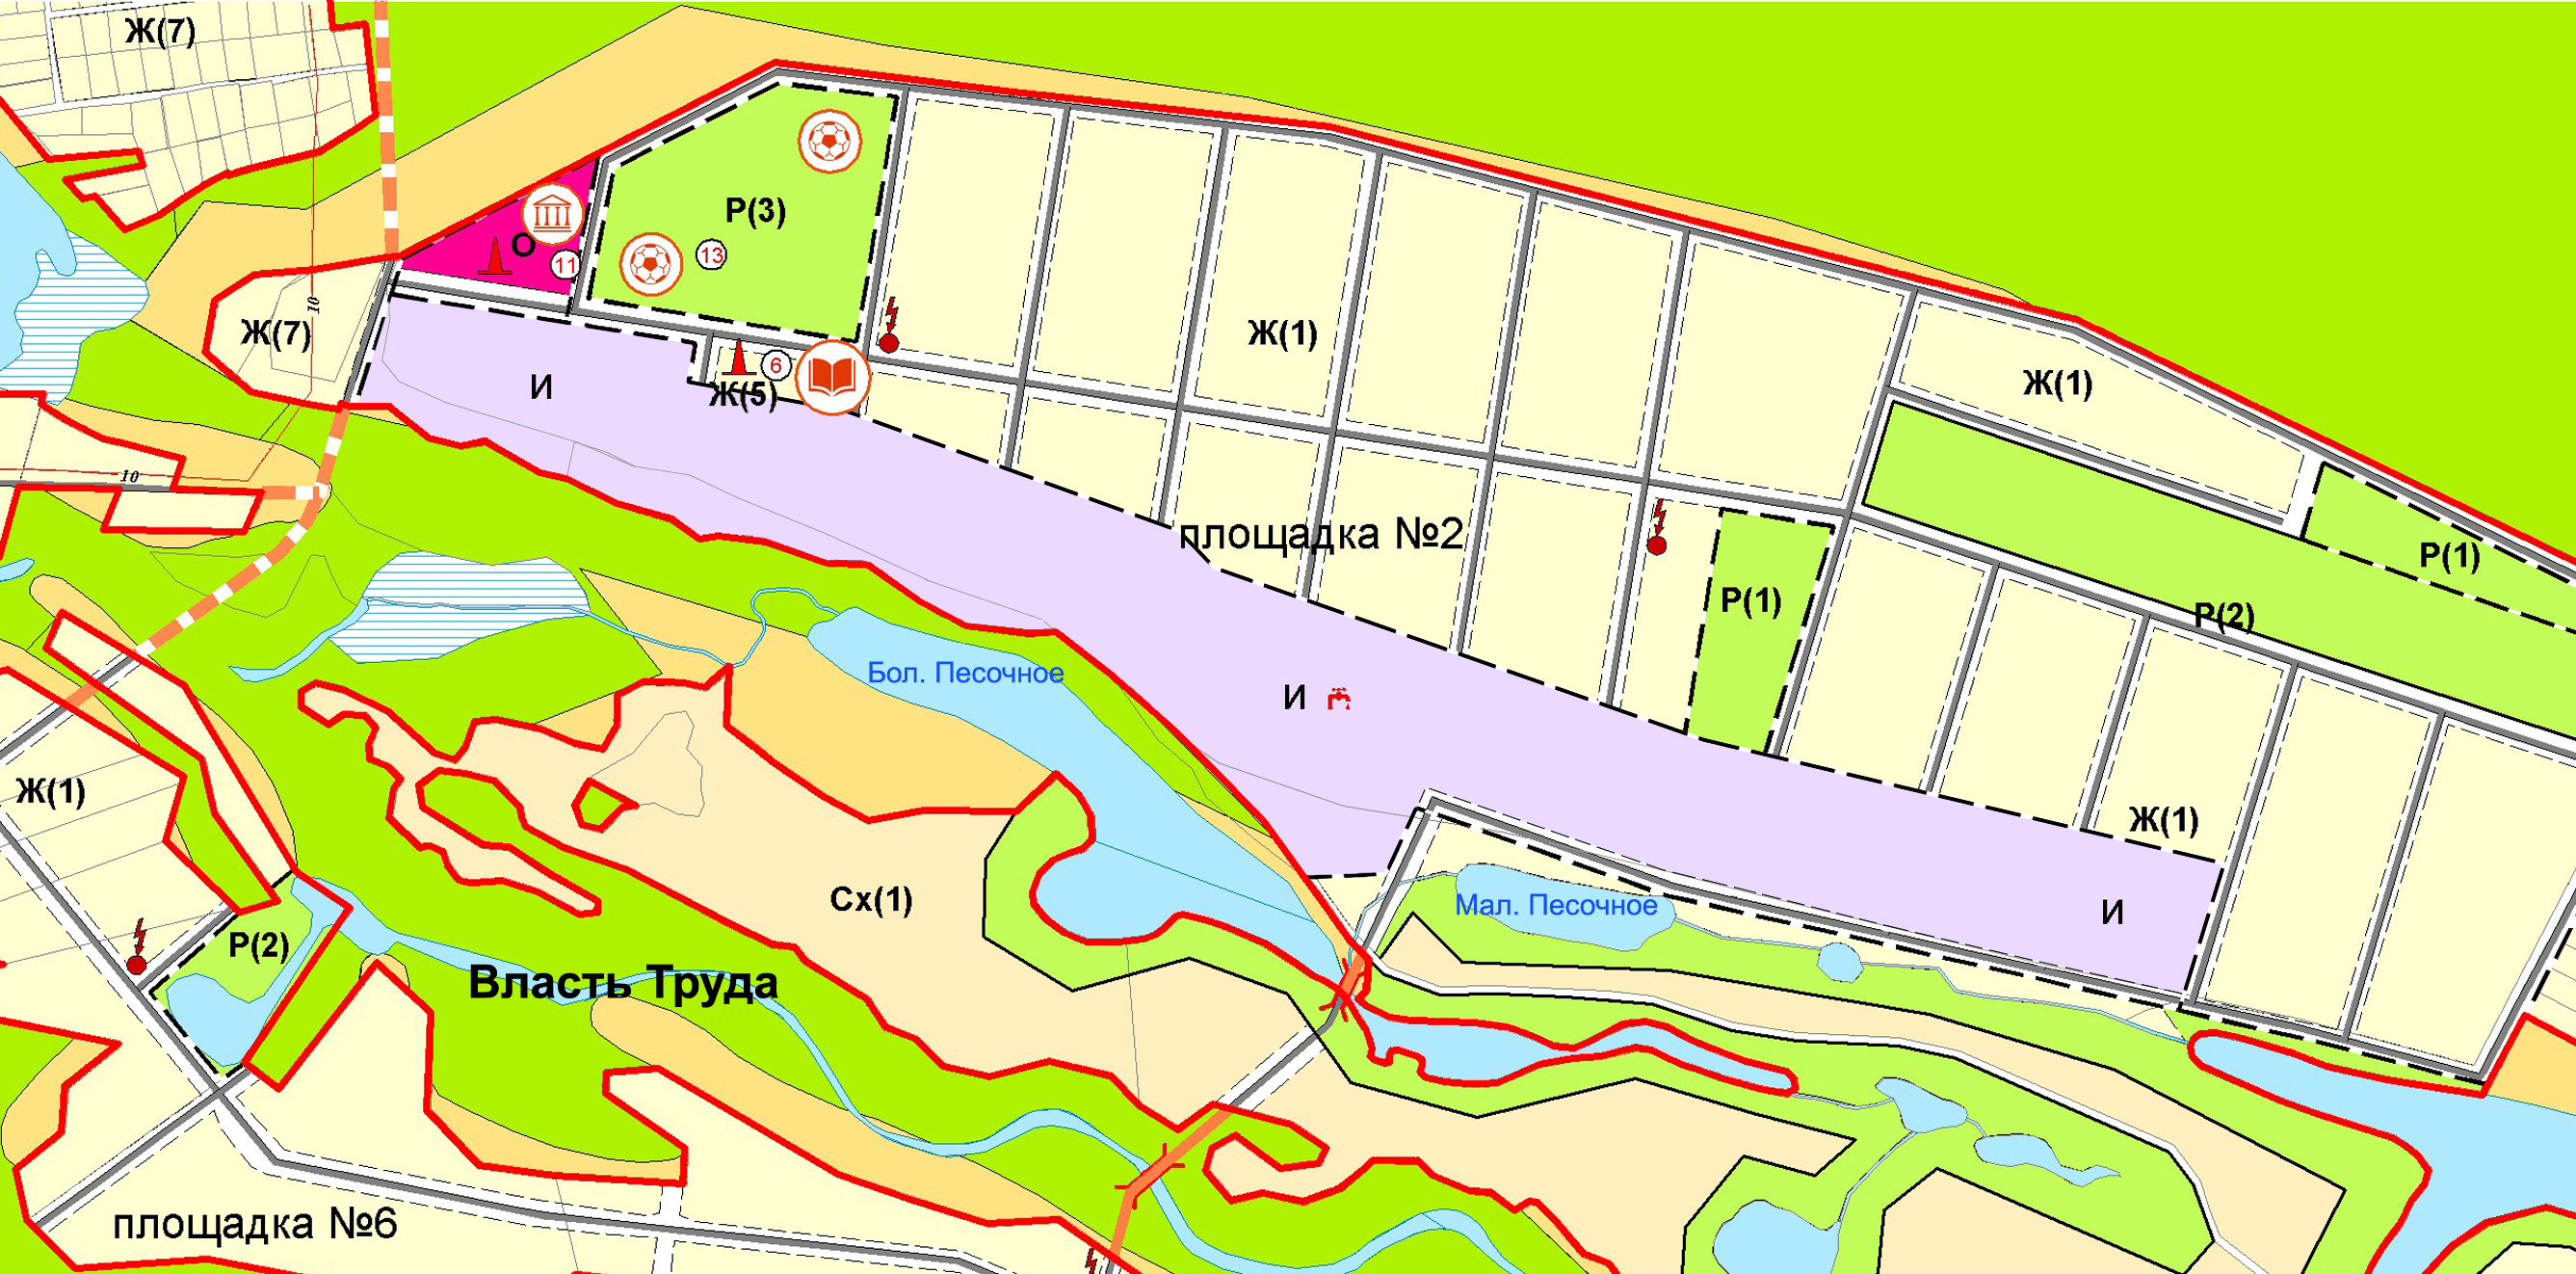 Ж(7)
Р(3)
О
11
13
10
Ж(7)
Ж(1)
6
Ж(5)
И
Ж(1)
10
площадка №2
Р(1)
Р(1)
Р(2)
Бол. Песочное
И
Ж(1)
Ж(1)
Сх(1)
Мал. Песочное
И
Р(2)
Власть Труда
площадка №6